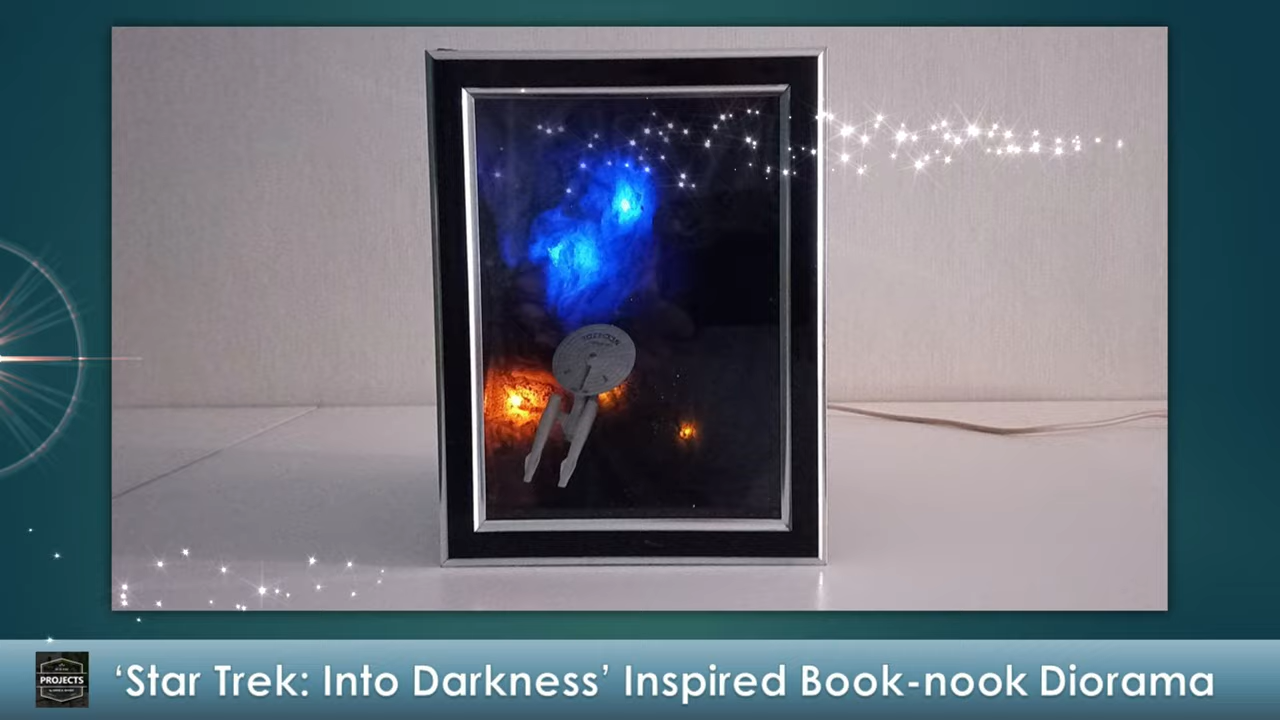 PROJECTS
‘Star Trek: Into Darkness’ Inspired Book-nook Diorama